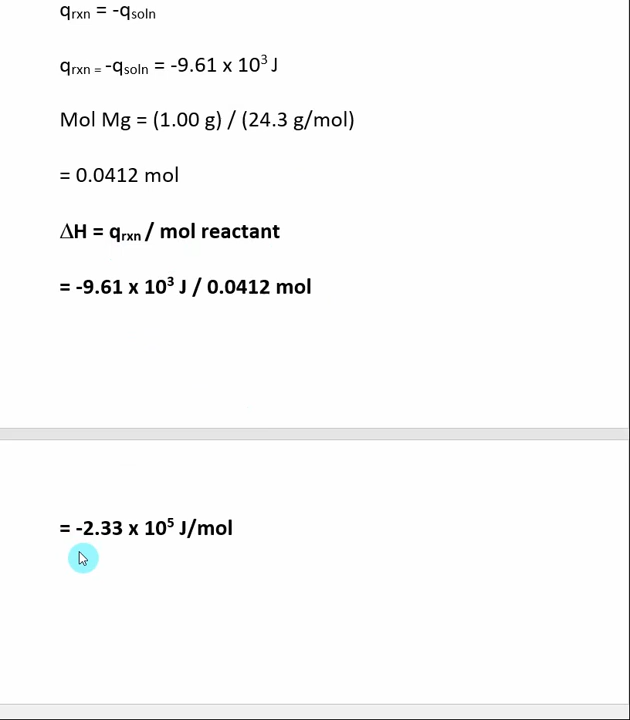 qrxn = -qsoln
qrxn = -qsoln = -9.61 x 10³ J
Mol Mg = (1.00 g) / (24.3 g/mol)
= 0.0412 mol
ΔH = qrxn / mol reactant
= -9.61 x 10³ J / 0.0412 mol
= -2.33 x 10⁵ J/mol